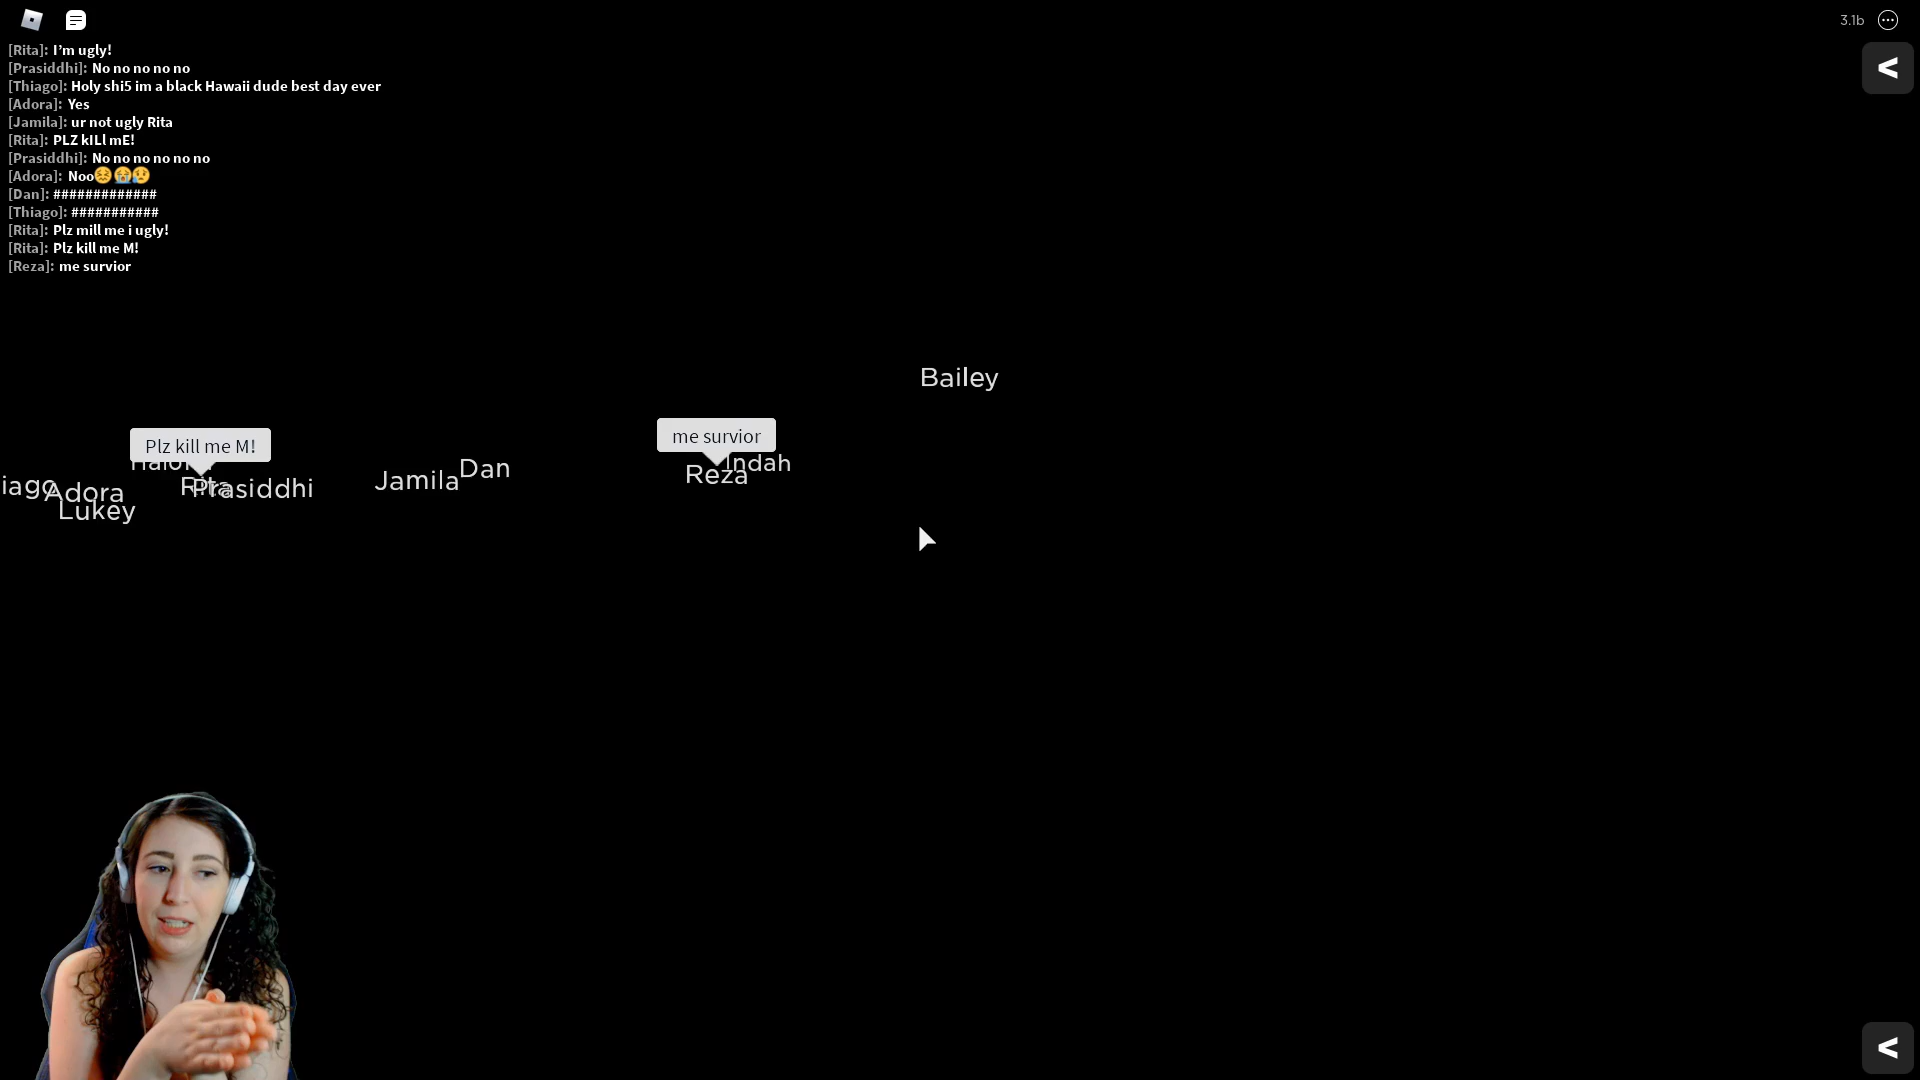 3.1b
[Rita]: I'm ugly!
[Prasiddhi]: No no no no no
[Thiago]: Holy shi5 im a black Hawaii dude best day ever
[Adora]: Yes
[Jamila]: ur not ugly Rita
[Rita]: PLZ kILl mE!
[Prasiddhi]: No no no no no no
[Adora]: Noo😖😭😥
[Dan]: #############
[Thiago]: ###########
[Rita]: Plz mill me i ugly!
[Rita]: Plz kill me M!
[Reza]: me survior
Bailey
Plz kill me M!
me survior
Indah
Dan
Reza
Jamila
iago
Adora
Rita
Prasiddhi
Lukey